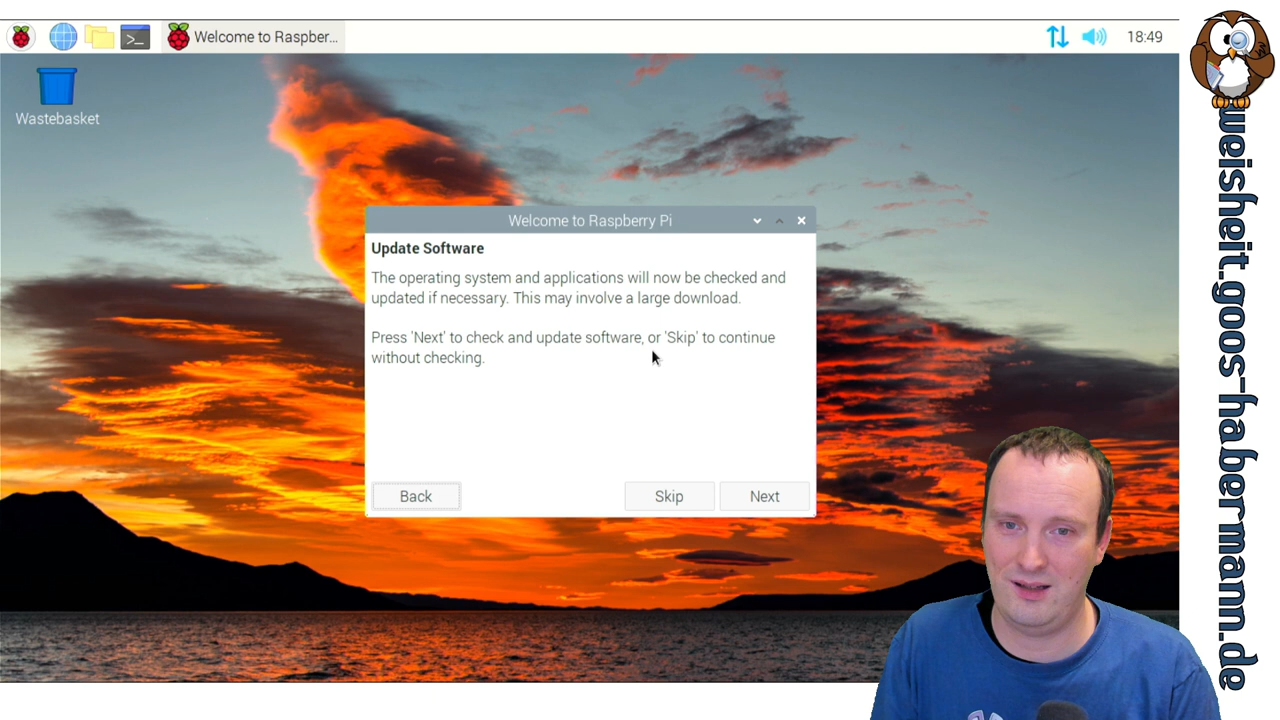 Welcome to Raspber...
18:49
Wastebasket
Welcome to Raspberry Pi
Update Software
The operating system and applications will now be checked and
updated if necessary. This may involve a large download.
Press 'Next' to check and update software, or 'Skip' to continue
without checking.
Back
Skip
Next
weisheit.goos-habermann.de